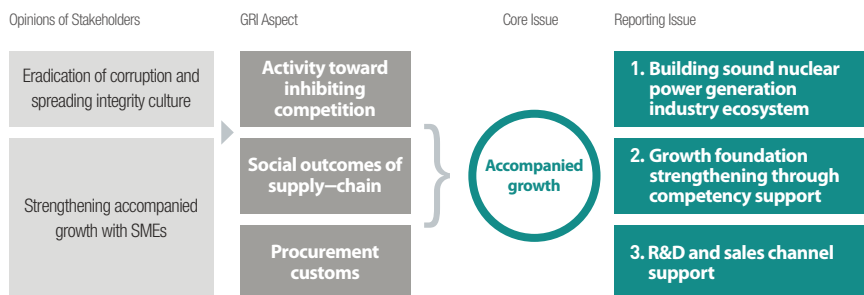 Opinions of Stakeholders
GRI Aspect
Core Issue
Reporting Issue
Eradication of corruption and
spreading integrity culture
Strengthening accompanied
growth with SMEs
Activity toward
inhibiting
competition
Social outcomes of
supply−chain
Procurement
customs
Accompanied
growth
1. Building sound nuclear
power generation
industry ecosystem
2. Growth foundation
strengthening through
competency support
3. R&D and sales channel
support